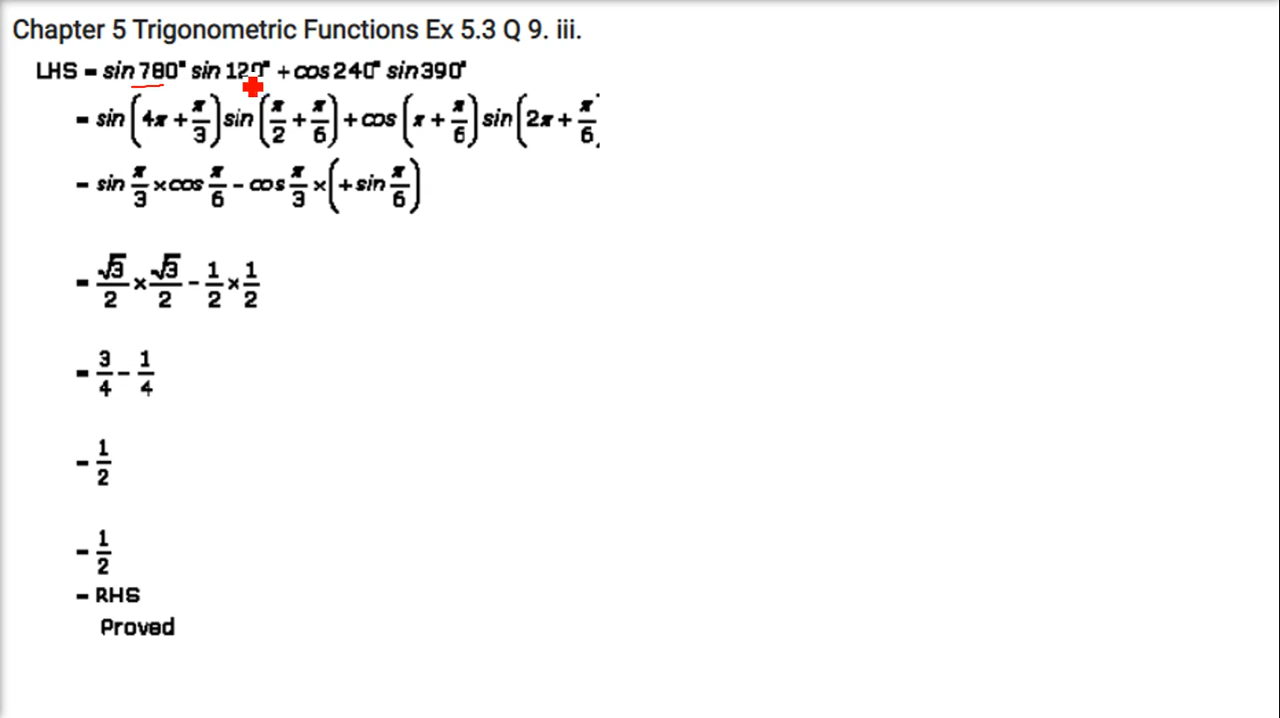 Chapter 5 Trigonometric Functions Ex 5.3 Q 9. iii.
LHS = sin 780° sin 120° + cos 240° sin 390°
= sin(4π + π/3) sin(π/2 + π/6) + cos(π + π/6) sin(2π + π/6)
= sin π/3 × cos π/6 - cos π/3 × (+ sin π/6)
= √3/2 × √3/2 - 1/2 × 1/2
= 3/4 - 1/4
= 1/2
= 1/2
= RHS
Proved